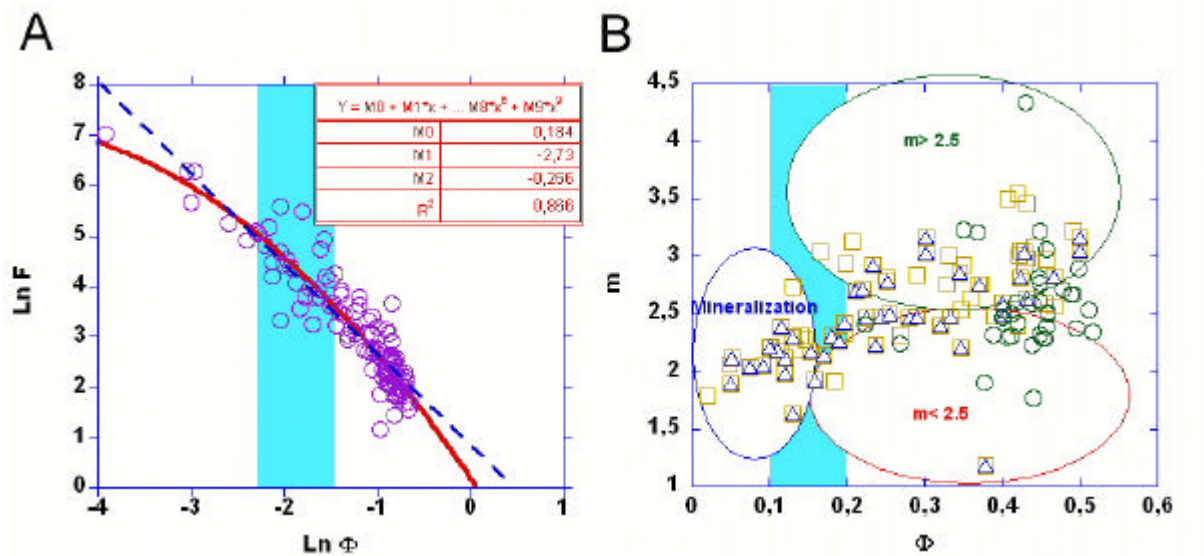 A
8
7
6
5
4
3
2
1
0
-4
-3
-2
-1
0
1
Ln F
Ln Φ
Y = M0 + M1*x + ... M8*x⁸ + M9*x⁹
M0 0,184
M1 -2,73
M2 -0,266
R² 0,866
B
4,5
4
3,5
3
2,5
2
1,5
1
0
0,1
0,2
0,3
0,4
0,5
0,6
m
Φ
m> 2.5
Mineralization
m< 2.5